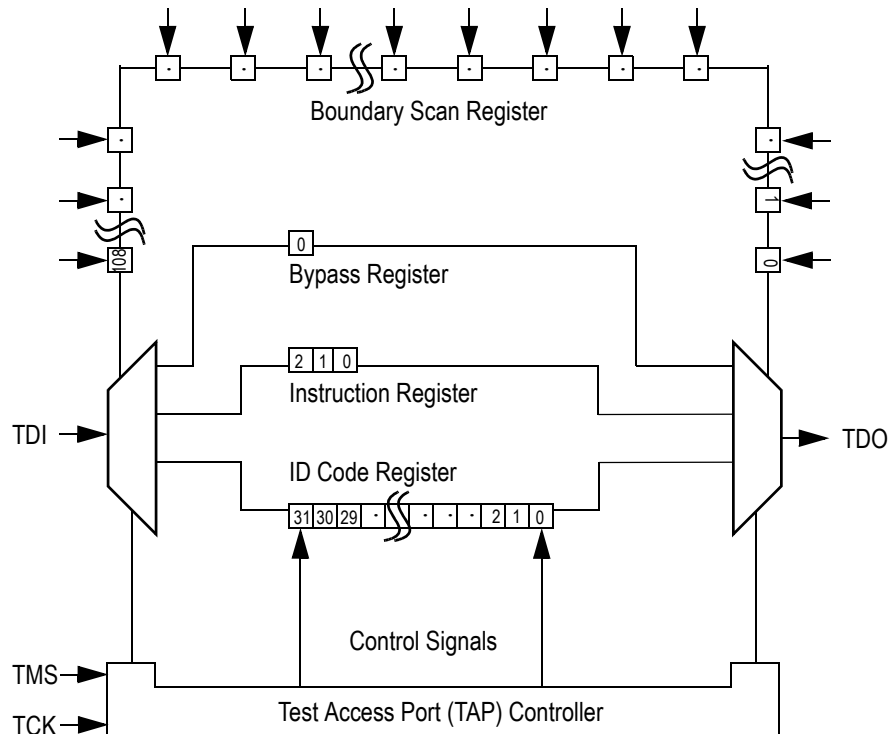 · · · · · · · ·
Boundary Scan Register
· ·
· 1
108 0 0
Bypass Register
2 1 0
Instruction Register
TDI TDO
ID Code Register
31 30 29 · · · · 2 1 0
Control Signals
TMS
Test Access Port (TAP) Controller
TCK